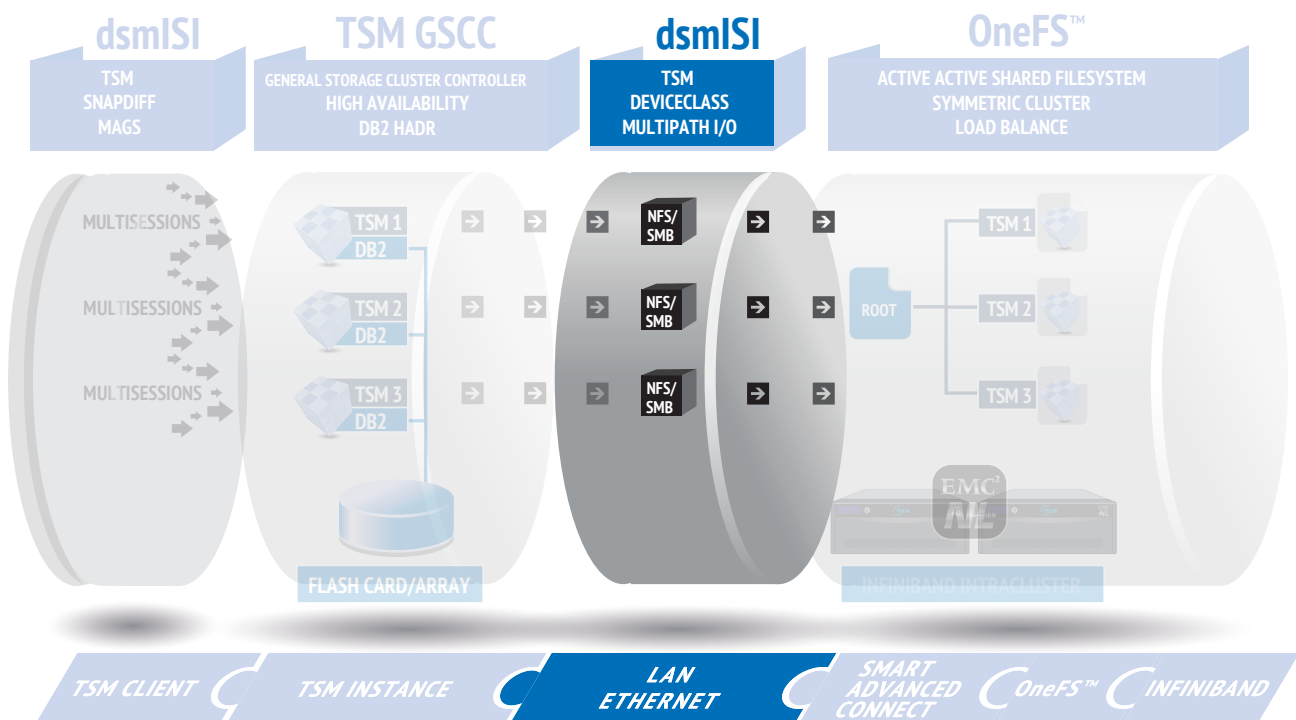 dsmISI
TSM
SNAPDIFF
MAGS
TSM GSCC
GENERAL STORAGE CLUSTER CONTROLLER
HIGH AVAILABILITY
DB2 HADR
dsmISI
TSM
DEVICECLASS
MULTIPATH I/O
OneFS™
ACTIVE ACTIVE SHARED FILESYSTEM
SYMMETRIC CLUSTER
LOAD BALANCE
MULTISESSIONS
MULTISESSIONS
MULTISESSIONS
TSM 1
DB2
TSM 2
DB2
TSM 3
DB2
FLASH CARD/ARRAY
NFS/
SMB
NFS/
SMB
NFS/
SMB
ROOT
TSM 1
TSM 2
TSM 3
EMC²
NL
INFINIBAND INTRACLUSTER
TSM CLIENT
TSM INSTANCE
LAN
ETHERNET
SMART
ADVANCED
CONNECT
OneFS™
INFINIBAND